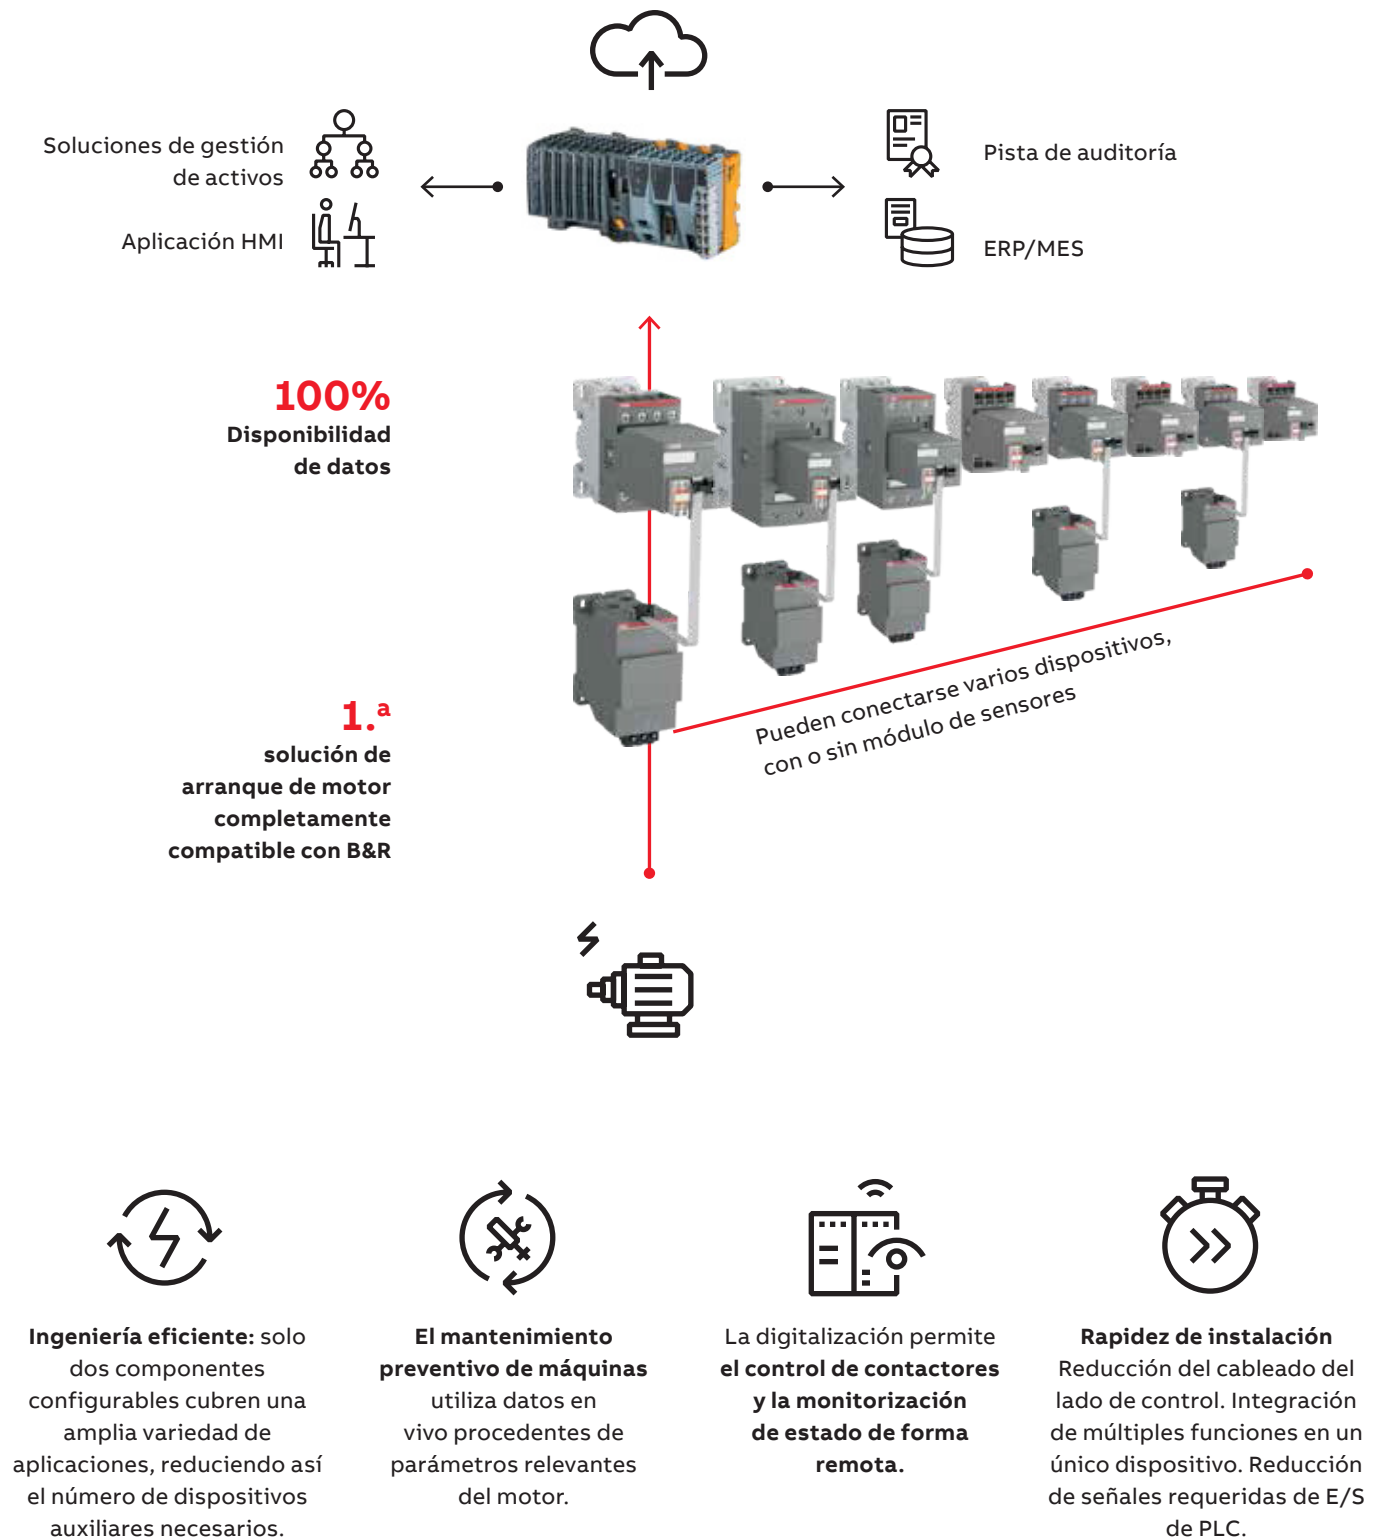 Soluciones de gestión
de activos
Aplicación HMI
Pista de auditoría
ERP/MES
100%
Disponibilidad
de datos
1.ª
solución de
arranque de motor
completamente
compatible con B&R
Pueden conectarse varios dispositivos,
con o sin módulo de sensores
Ingeniería eficiente: solo
dos componentes
configurables cubren una
amplia variedad de
aplicaciones, reduciendo así
el número de dispositivos
auxiliares necesarios.
El mantenimiento
preventivo de máquinas
utiliza datos en
vivo procedentes de
parámetros relevantes
del motor.
La digitalización permite
el control de contactores
y la monitorización
de estado de forma
remota.
Rapidez de instalación
Reducción del cableado del
lado de control. Integración
de múltiples funciones en un
único dispositivo. Reducción
de señales requeridas de E/S
de PLC.